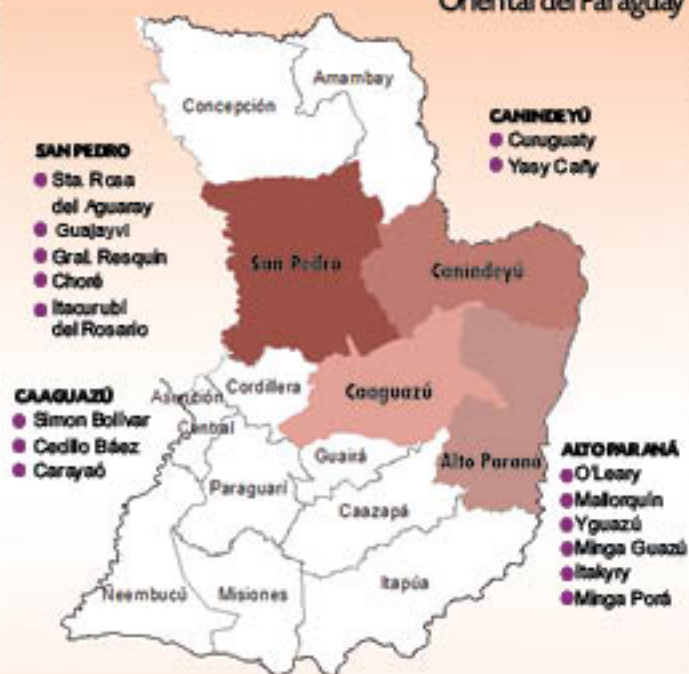 Oriental del Paraguay
Amambay
Concepción
CANINDEYÚ
Curuguaty
Yasy Cañy
SAN PEDRO
Sta. Rosa
del Aguaray
Guajayvi
Gral. Resquin
Choré
Itacurubí
del Rosario
San Pedro
Canindeyú
CAAGUAZÚ
Simon Bolívar
Cecilio Báez
Carayaó
Asunción
Cordillera
Central
Caaguazú
Guairá
Paraguarí
Caazapá
Alto Paraná
ALTO PARANÁ
O'Leary
Mallorquín
Yguazú
Minga Guazú
Itakyry
Minga Porá
Ñeembucú
Misiones
Itapúa